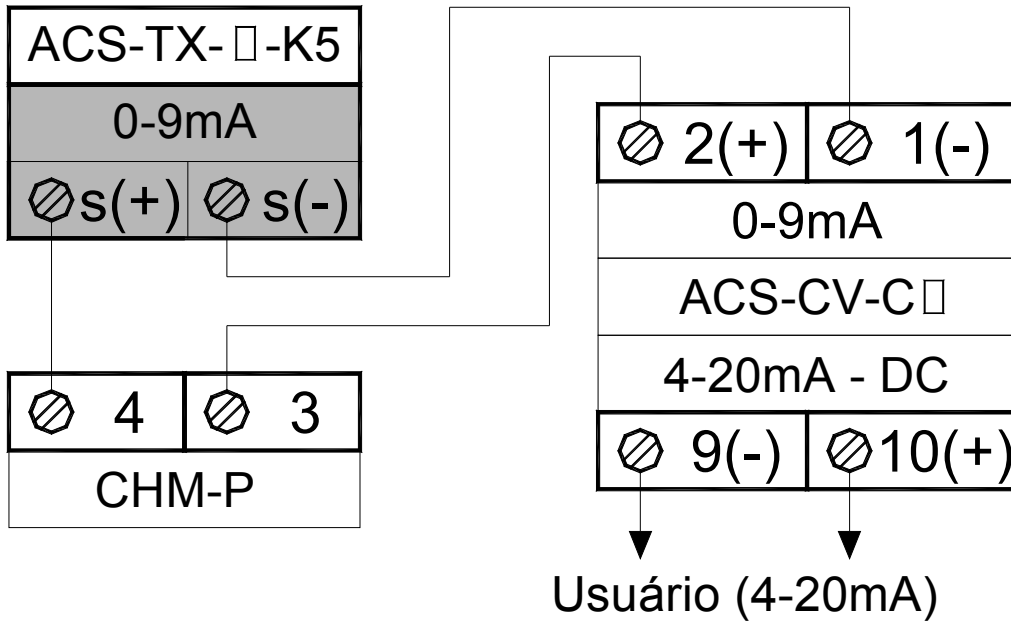 ACS-TX-▯-K5
0-9mA
s(+) s(-)
4 3
CHM-P
2(+) 1(-)
0-9mA
ACS-CV-C▯
4-20mA - DC
9(-) 10(+)
Usuário (4-20mA)